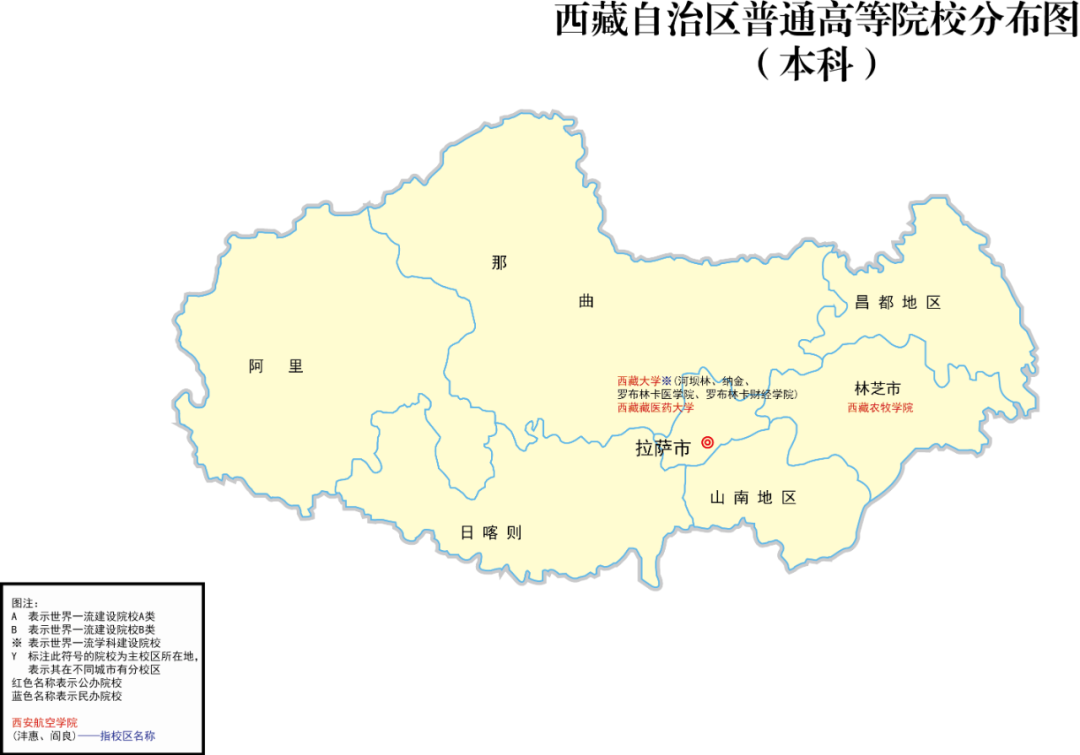 西藏自治区普通高等院校分布图
（本科）
那
曲
昌都地区
阿里
西藏大学※(河坝林、纳金、
罗布林卡医学院、罗布林卡财经学院)
西藏藏医药大学
林芝市
西藏农牧学院
拉萨市
山南地区
日喀则
图注:
A 表示世界一流建设院校A类
B 表示世界一流建设院校B类
※ 表示世界一流学科建设院校
Y 标注此符号的院校为主校区所在地,
表示其在不同城市有分校区
红色名称表示公办院校
蓝色名称表示民办院校
西安航空学院
(沣惠、阎良)——指校区名称